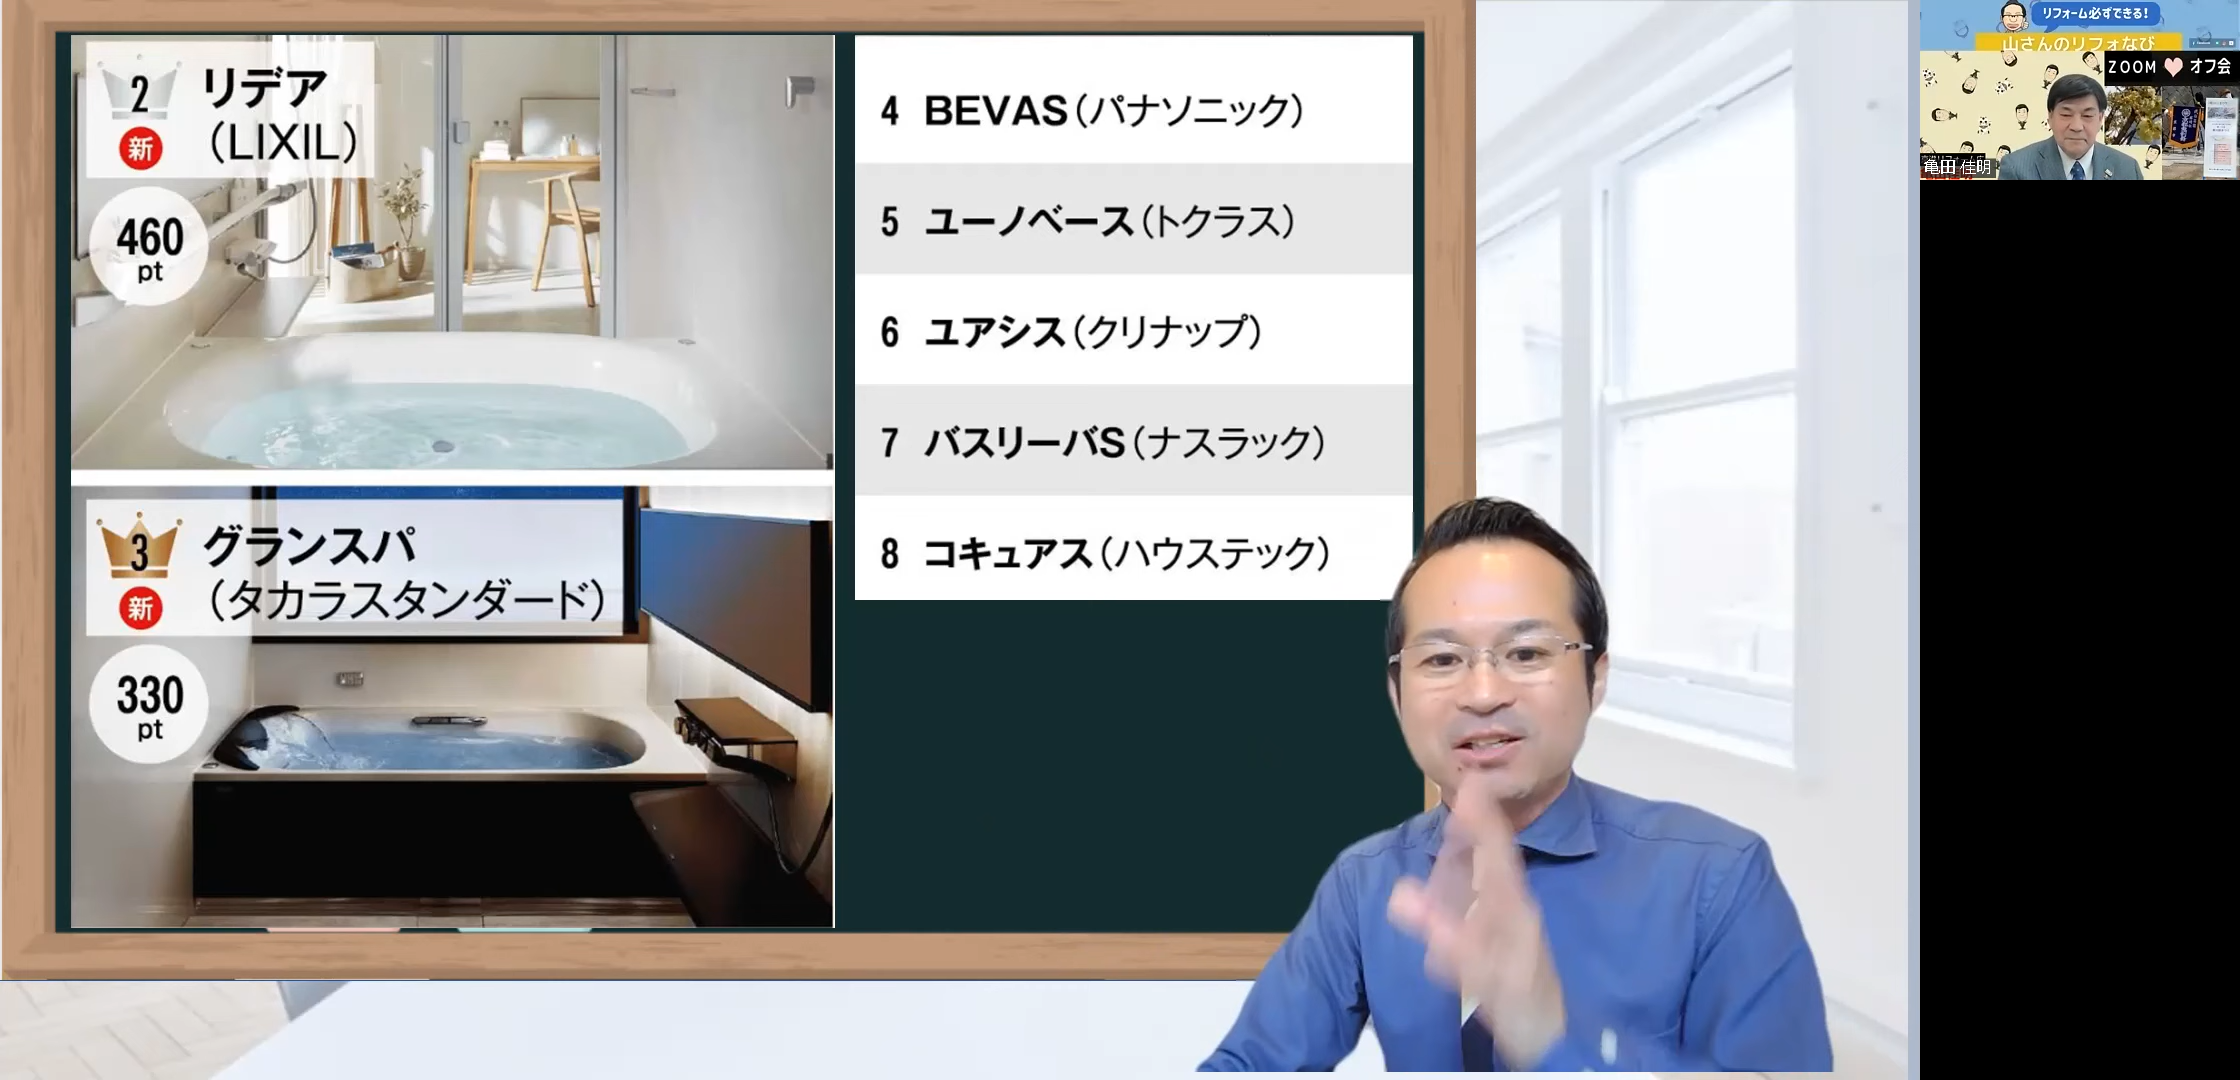 2 リデア
新 （LIXIL）
460
pt
3 グランスパ
新 （タカラスタンダード）
330
pt
4 BEVAS（パナソニック）
5 ユーノベース（トクラス）
6 ユアシス（クリナップ）
7 バスリーバS（ナスラック）
8 コキュアス（ハウステック）
リフォーム必ずできる!
山さんのリフォなび
ZOOM オフ会
亀田 佳明